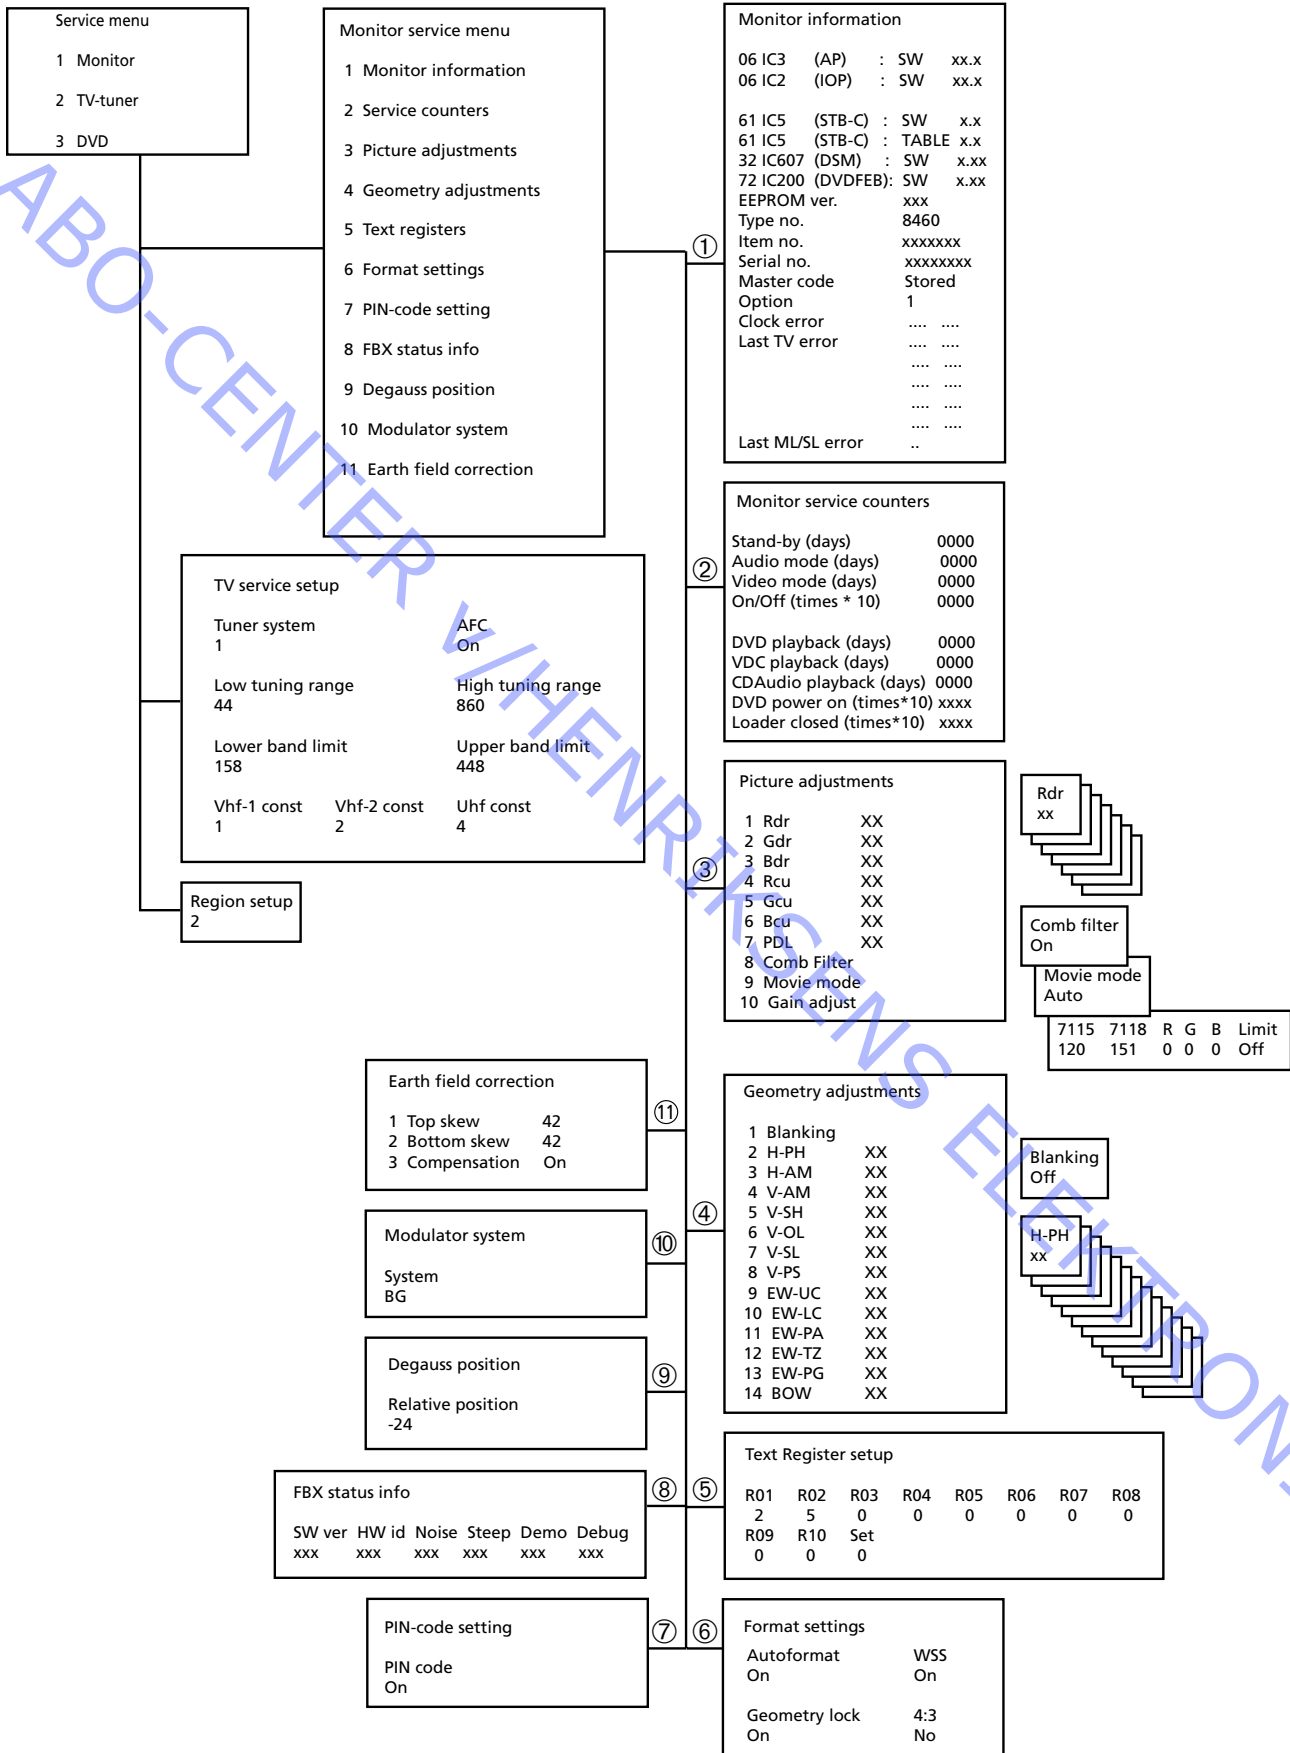 Service menu
1 Monitor
2 TV-tuner
3 DVD
Monitor service menu
1 Monitor information
2 Service counters
3 Picture adjustments
4 Geometry adjustments
5 Text registers
6 Format settings
7 PIN-code setting
8 FBX status info
9 Degauss position
10 Modulator system
11 Earth field correction
TV service setup
Tuner system AFC
1 On
Low tuning range High tuning range
44 860
Lower band limit Upper band limit
158 448
Vhf-1 const Vhf-2 const Uhf const
1 2 4
Region setup
2
①
Monitor information
06 IC3 (AP) : SW xx.x
06 IC2 (IOP) : SW xx.x
61 IC5 (STB-C) : SW x.x
61 IC5 (STB-C) : TABLE x.x
32 IC607 (DSM) : SW x.xx
72 IC200 (DVDFEB): SW x.xx
EEPROM ver. xxx
Type no. 8460
Item no. xxxxxxx
Serial no. xxxxxxxx
Master code Stored
Option 1
Clock error .... ....
Last TV error .... ....
.... ....
.... ....
.... ....
.... ....
Last ML/SL error ..
②
Monitor service counters
Stand-by (days) 0000
Audio mode (days) 0000
Video mode (days) 0000
On/Off (times * 10) 0000
DVD playback (days) 0000
VDC playback (days) 0000
CDAudio playback (days) 0000
DVD power on (times*10) xxxx
Loader closed (times*10) xxxx
③
Picture adjustments
1 Rdr XX
2 Gdr XX
3 Bdr XX
4 Rcu XX
5 Gcu XX
6 Bcu XX
7 PDL XX
8 Comb Filter
9 Movie mode
10 Gain adjust
Rdr
xx
Comb filter
On
Movie mode
Auto
7115 7118 R G B Limit
120 151 0 0 0 Off
④
Geometry adjustments
1 Blanking
2 H-PH XX
3 H-AM XX
4 V-AM XX
5 V-SH XX
6 V-OL XX
7 V-SL XX
8 V-PS XX
9 EW-UC XX
10 EW-LC XX
11 EW-PA XX
12 EW-TZ XX
13 EW-PG XX
14 BOW XX
Blanking
Off
H-PH
xx
⑤
Text Register setup
R01 R02 R03 R04 R05 R06 R07 R08
2 5 0 0 0 0 0 0
R09 R10 Set
0 0 0
⑥
Format settings
Autoformat WSS
On On
Geometry lock 4:3
On No
⑪
Earth field correction
1 Top skew 42
2 Bottom skew 42
3 Compensation On
⑩
Modulator system
System
BG
⑨
Degauss position
Relative position
-24
⑧
FBX status info
SW ver HW id Noise Steep Demo Debug
xxx xxx xxx xxx xxx xxx
⑦
PIN-code setting
PIN code
On
ABO-CENTER v/HENRIKSENS ELEKTRON